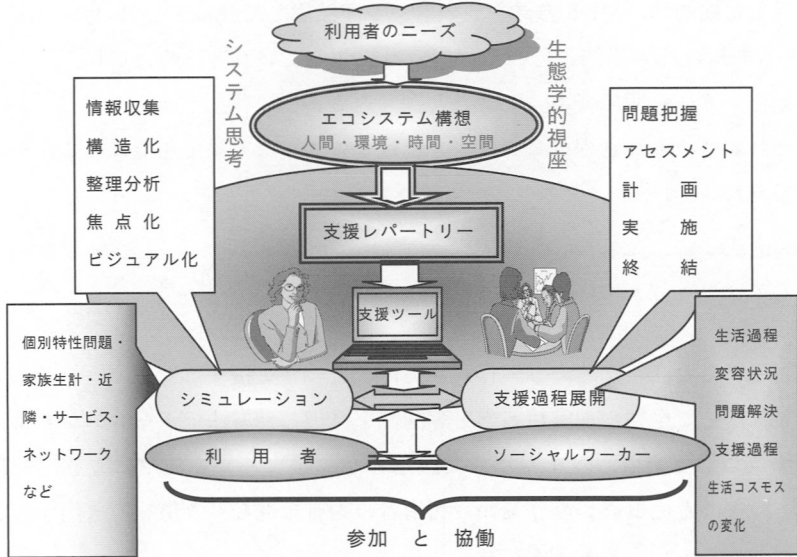 利用者のニーズ
システム思考
生態学的視座
エコシステム構想
人間・環境・時間・空間
情報収集
構造化
整理分析
焦点化
ビジュアル化
問題把握
アセスメント
計画
実施
終結
支援レパートリー
支援ツール
個別特性問題・
家族生計・近
隣・サービス・
ネットワーク
など
シミュレーション
支援過程展開
生活過程
変容状況
問題解決
支援過程
生活コスモス
の変化
利用者
ソーシャルワーカー
参加と協働